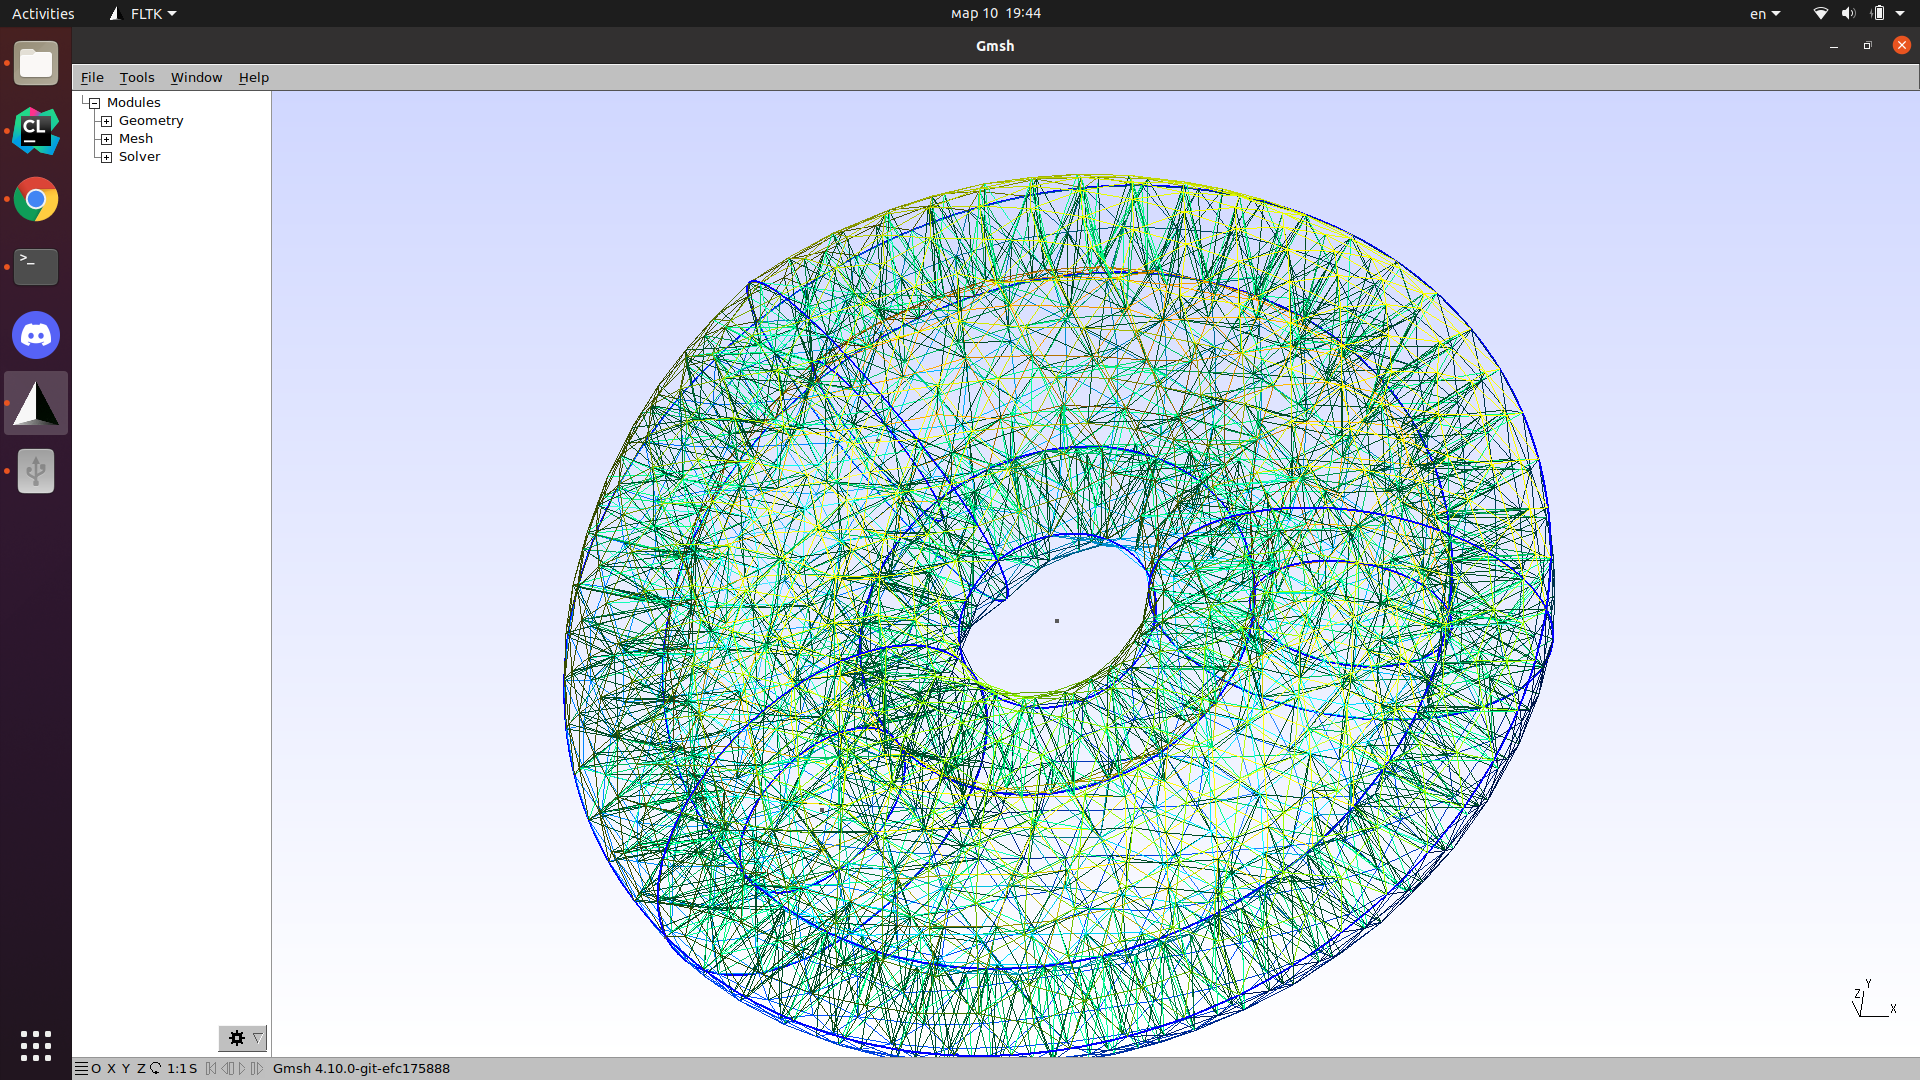 Activities FLTK мар 10 19:44 en
Gmsh
File Tools Window Help
Modules
Geometry
Mesh
Solver
CL
>_
Y
Z
X
O X Y Z 1:1 S Gmsh 4.10.0-git-efc175888